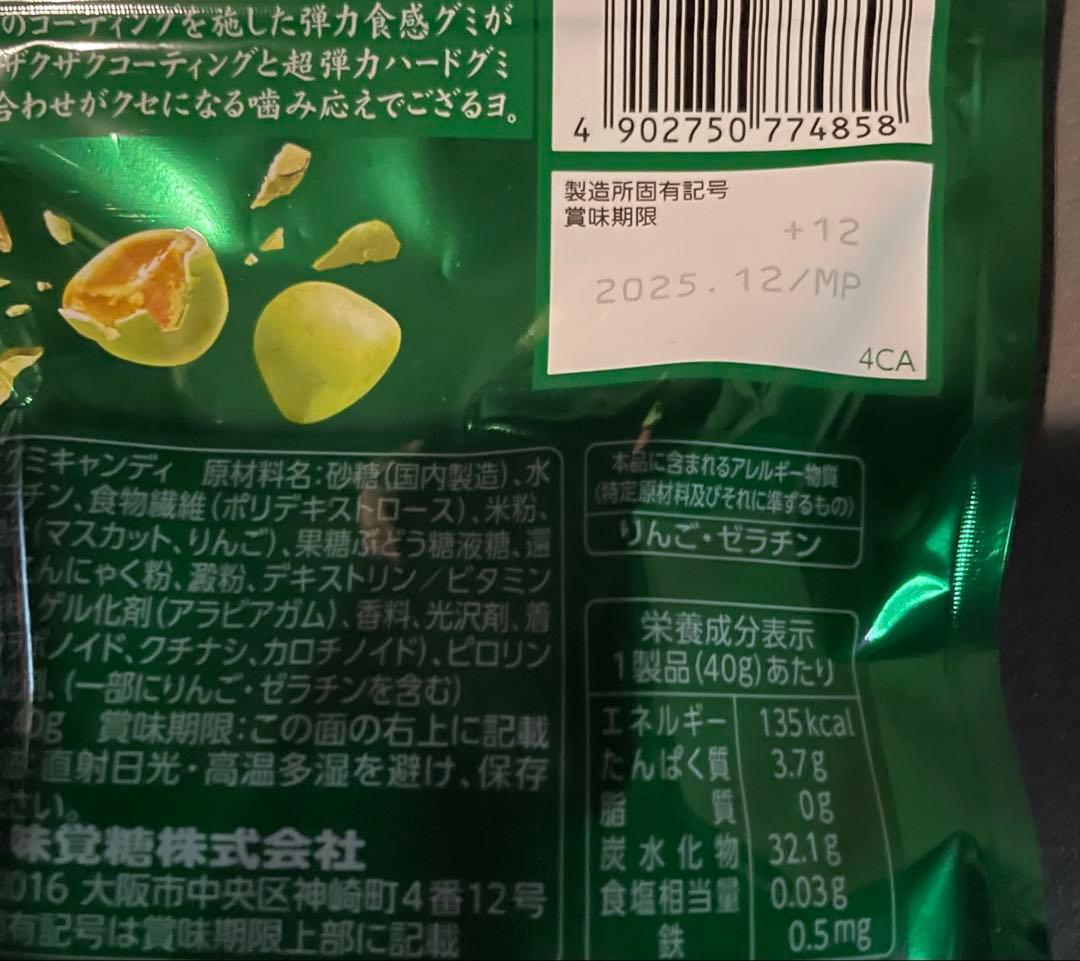 のコーティングを施した弾力食感グミが
ザクザクコーティングと超弾力ハードグミ
合わせがクセになる噛み応えでござるヨ。
4 902750 774858
製造所固有記号
賞味期限
+12
2025.12/MP
4CA
グミキャンディ 原材料名:砂糖(国内製造)、水
ラチン、食物繊維(ポリデキストロース)、米粉、
(マスカット、りんご)、果糖ぶどう糖液糖、還
こんにゃく粉、澱粉、デキストリン/ビタミン
ゲル化剤(アラビアガム)、香料、光沢剤、着
ラボノイド、クチナシ、カロチノイド)、ピロリン
(一部にりんご・ゼラチンを含む)
40g 賞味期限:この面の右上に記載
直射日光・高温多湿を避け、保存
さい。
味覚糖株式会社
0016 大阪市中央区神崎町4番12号
有記号は賞味期限上部に記載
本品に含まれるアレルギー物質
(特定原材料及びそれに準ずるもの)
りんご・ゼラチン
栄養成分表示
1製品(40g)あたり
エネルギー 135kcal
たんぱく質 3.7g
脂質 0g
炭水化物 32.1g
食塩相当量 0.03g
鉄 0.5mg